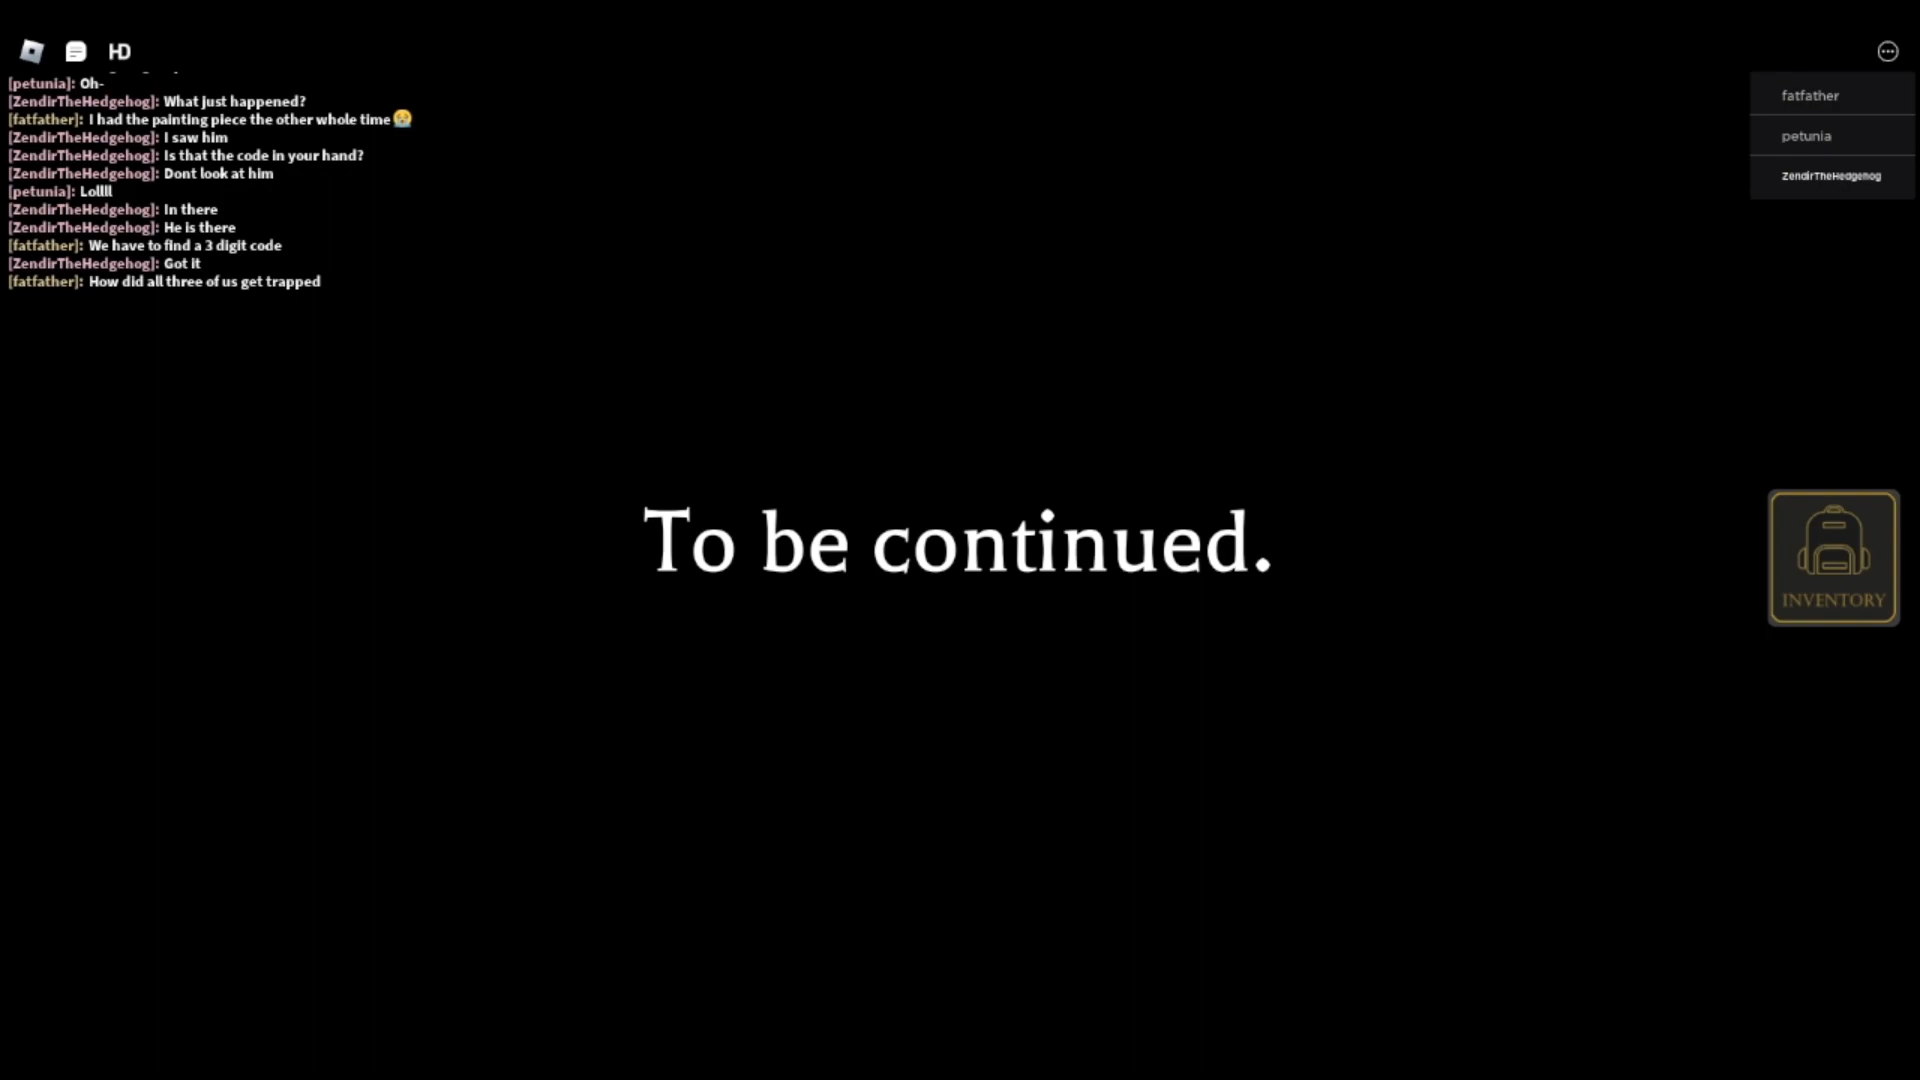 HD
[petunia]: Oh-
[ZendirTheHedgehog]: What just happened?
[fatfather]: I had the painting piece the other whole time😭
[ZendirTheHedgehog]: I saw him
[ZendirTheHedgehog]: Is that the code in your hand?
[ZendirTheHedgehog]: Dont look at him
[petunia]: Lollll
[ZendirTheHedgehog]: In there
[ZendirTheHedgehog]: He is there
[fatfather]: We have to find a 3 digit code
[ZendirTheHedgehog]: Got it
[fatfather]: How did all three of us get trapped
fatfather
petunia
ZendirTheHedgehog
To be continued.
INVENTORY